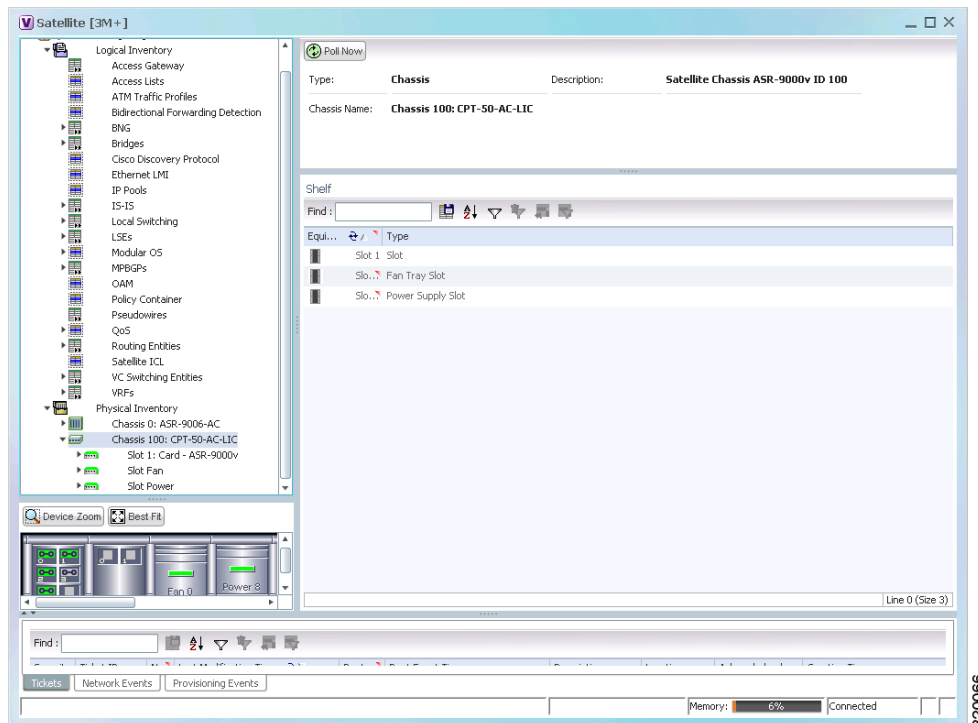 Satellite [3M+]
Logical Inventory
Access Gateway
Access Lists
ATM Traffic Profiles
Bidirectional Forwarding Detection
BNG
Bridges
Cisco Discovery Protocol
Ethernet LMI
IP Pools
IS-IS
Local Switching
LSEs
Modular OS
MPBGPs
OAM
Policy Container
Pseudowires
QoS
Routing Entities
Satellite ICL
VC Switching Entities
VRFs
Physical Inventory
Chassis 0: ASR-9006-AC
Chassis 100: CPT-50-AC-LIC
Slot 1: Card - ASR-9000v
Slot Fan
Slot Power
Device Zoom
Best Fit
Fan 0
Power 8
Poll Now
Type: Chassis Description: Satellite Chassis ASR-9000v ID 100
Chassis Name: Chassis 100: CPT-50-AC-LIC
Shelf
Find :
Equi... Type
Slot 1 Slot
Slo... Fan Tray Slot
Slo... Power Supply Slot
Line 0 (Size 3)
Find :
Tickets Network Events Provisioning Events
Memory: 6% Connected